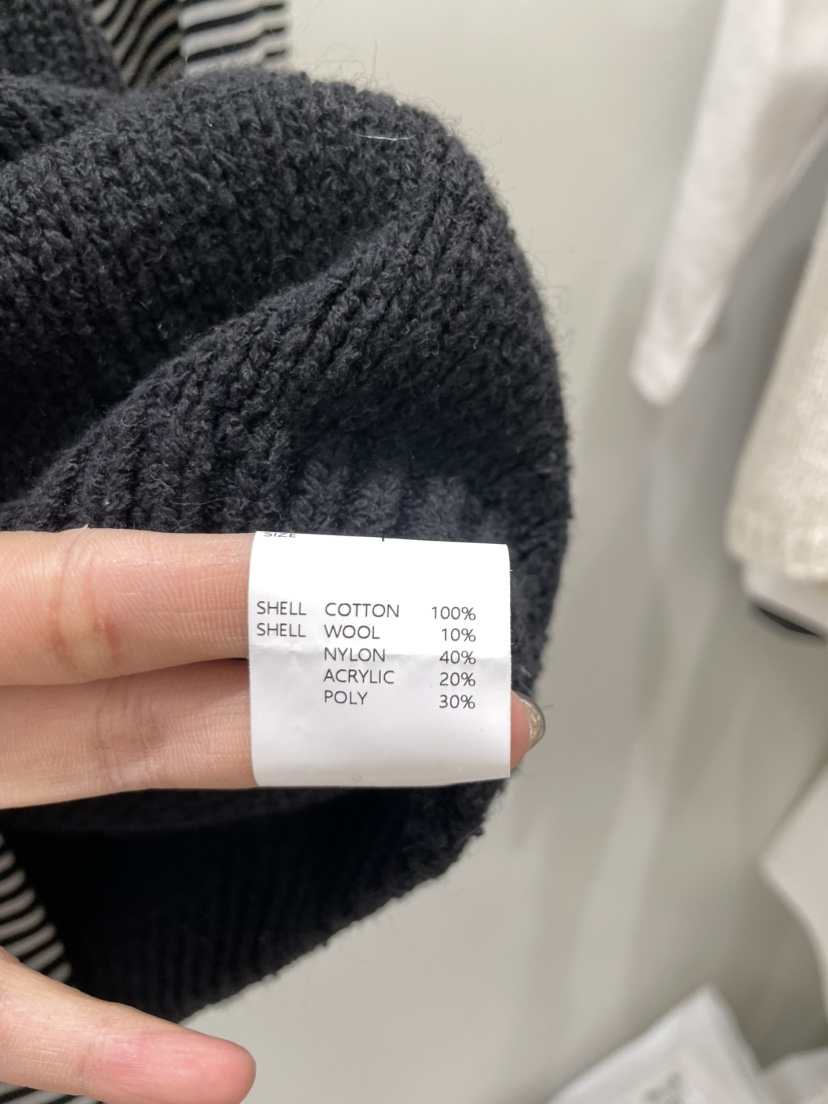 SIZE
SHELL COTTON 100%
SHELL WOOL 10%
NYLON 40%
ACRYLIC 20%
POLY 30%